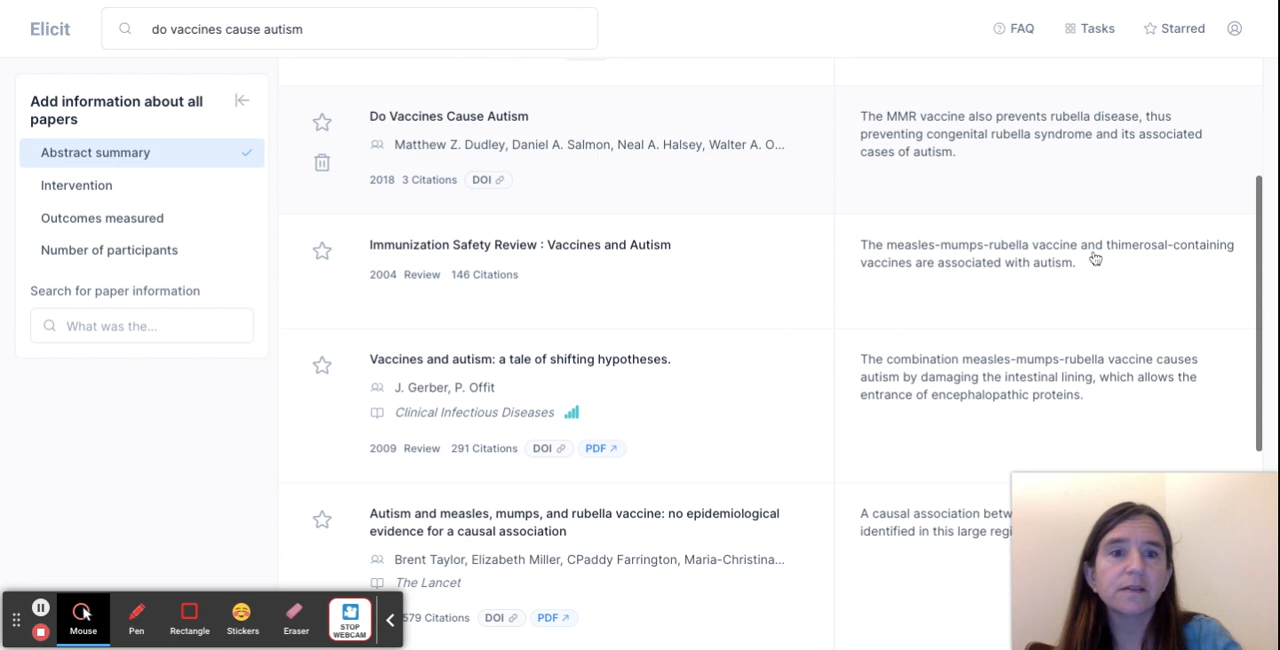 Elicit
do vaccines cause autism
FAQ
Tasks
Starred
Add information about all
papers
Abstract summary
Intervention
Outcomes measured
Number of participants
Search for paper information
What was the...
Do Vaccines Cause Autism
Matthew Z. Dudley, Daniel A. Salmon, Neal A. Halsey, Walter A. O...
2018 3 Citations DOI
The MMR vaccine also prevents rubella disease, thus
preventing congenital rubella syndrome and its associated
cases of autism.
Immunization Safety Review : Vaccines and Autism
2004 Review 146 Citations
The measles-mumps-rubella vaccine and thimerosal-containing
vaccines are associated with autism.
Vaccines and autism: a tale of shifting hypotheses.
J. Gerber, P. Offit
Clinical Infectious Diseases
2009 Review 291 Citations DOI PDF
The combination measles-mumps-rubella vaccine causes
autism by damaging the intestinal lining, which allows the
entrance of encephalopathic proteins.
Autism and measles, mumps, and rubella vaccine: no epidemiological
evidence for a causal association
Brent Taylor, Elizabeth Miller, CPaddy Farrington, Maria-Christina...
The Lancet
579 Citations DOI PDF
A causal association
identified in this large
Mouse
Pen
Rectangle
Stickers
Eraser
STOP
WEBCAM